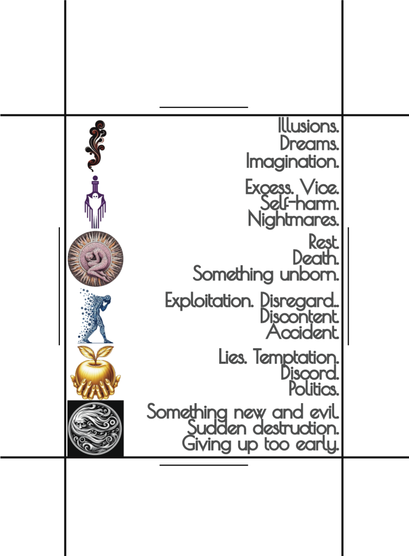 Illusions.
Dreams.
Imagination.
Excess. Vice.
Self-harm.
Nightmares.
Rest.
Death.
Something unborn.
Exploitation. Disregard..
Discontent.
Accident.
Lies. Temptation.
Discord.
Politics.
Something new and evil.
Sudden destruction.
Giving up too early.